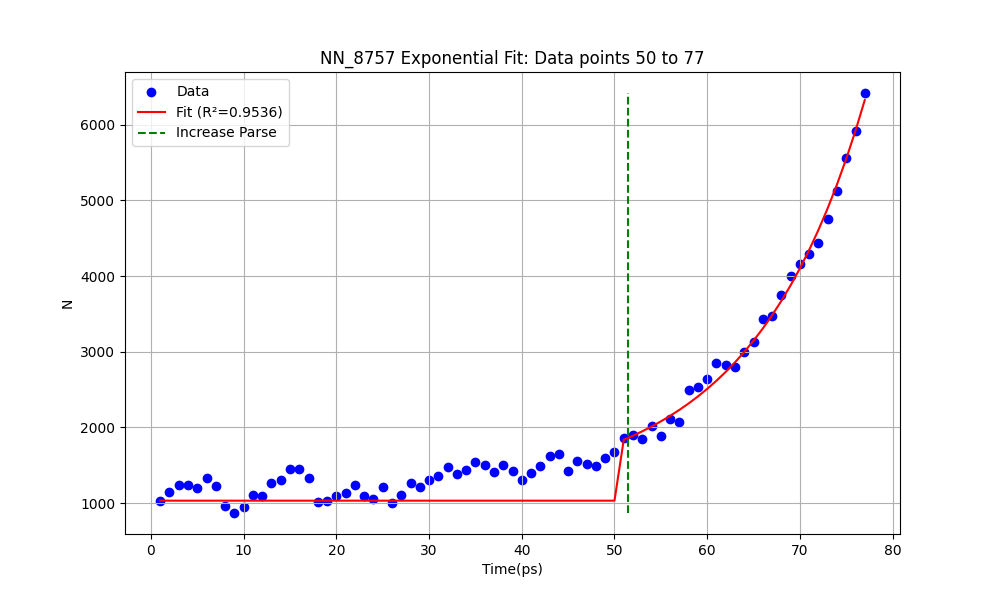 NN_8757 Exponential Fit: Data points 50 to 77
Data
Fit (R²=0.9536)
Increase Parse
6000
5000
4000
3000
2000
1000
N
0 10 20 30 40 50 60 70 80
Time(ps)